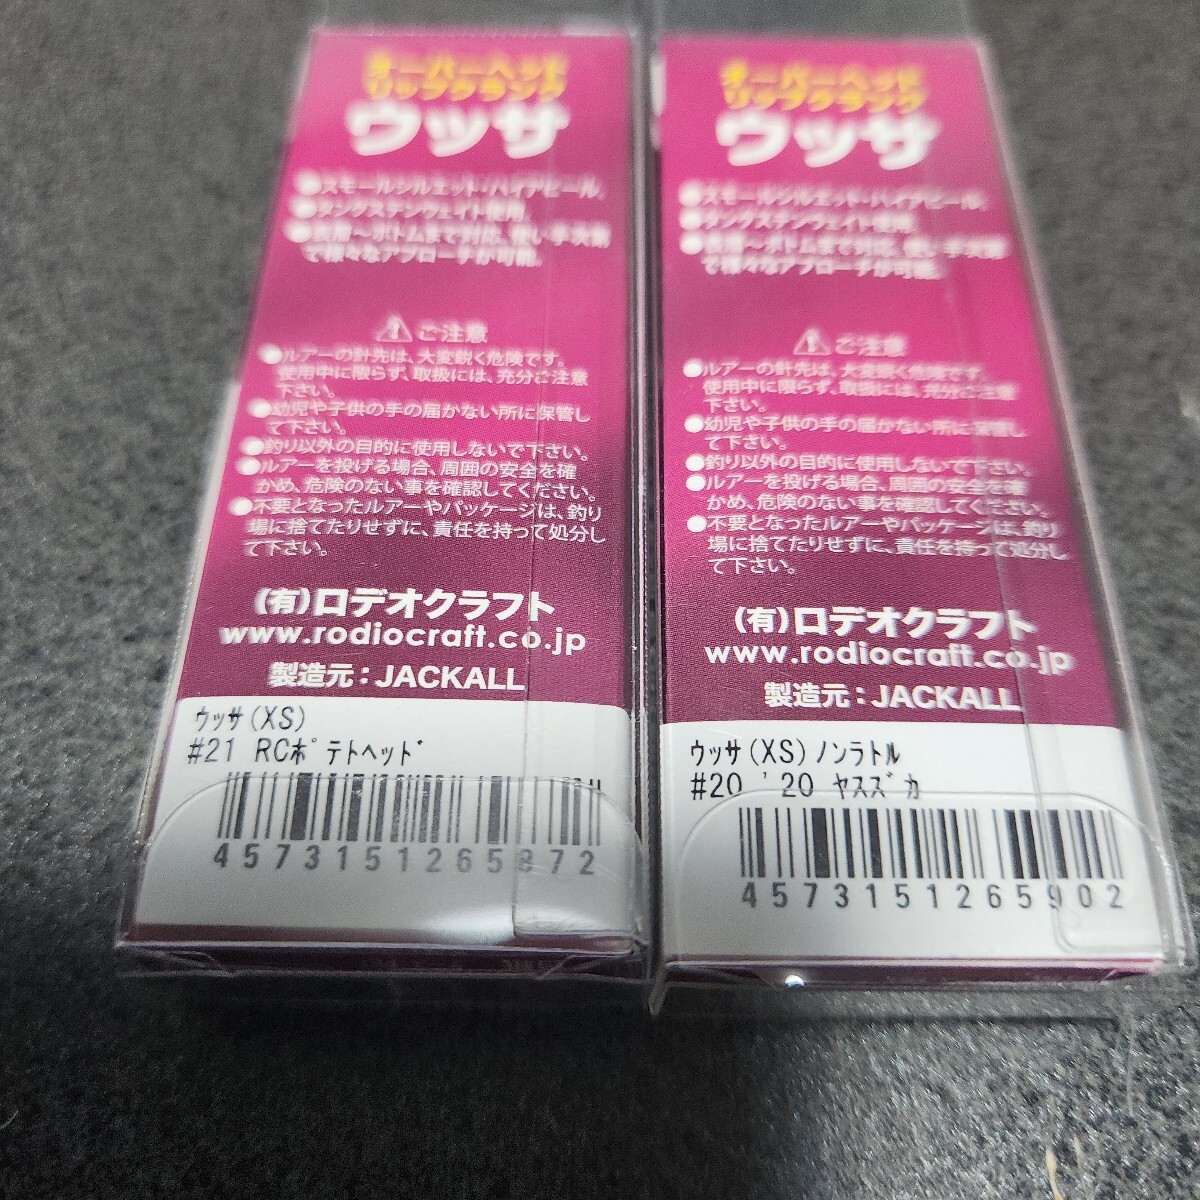 オーバーヘッド
リップクランク
ウッサ
●スモールシルエット・ハイアピール。
●タングステンウェイト使用。
●表層～ボトムまで対応、使い手次第
で様々なアプローチが可能。
⚠ご注意
●ルアーの針先は、大変鋭く危険です。
使用中に限らず、取扱には、充分ご注意
下さい。
●幼児や子供の手の届かない所に保管し
て下さい。
●釣り以外の目的に使用しないで下さい。
●ルアーを投げる場合、周囲の安全を確
かめ、危険のない事を確認してください。
●不要となったルアーやパッケージは、釣り
場に捨てたりせずに、責任を持って処分し
て下さい。
(有)ロデオクラフト
www.rodiocraft.co.jp
製造元：JACKALL
ｳｯｻ(XS)
#21 RCﾎﾟﾃﾄﾍｯﾄﾞ
4573151265872
オーバーヘッド
リップクランク
ウッサ
●スモールシルエット・ハイアピール。
●タングステンウェイト使用。
●表層～ボトムまで対応、使い手次第
で様々なアプローチが可能。
⚠ご注意
●ルアーの針先は、大変鋭く危険です。
使用中に限らず、取扱には、充分ご注意
下さい。
●幼児や子供の手の届かない所に保管し
て下さい。
●釣り以外の目的に使用しないで下さい。
●ルアーを投げる場合、周囲の安全を確
かめ、危険のない事を確認してください。
●不要となったルアーやパッケージは、釣り
場に捨てたりせずに、責任を持って処分し
て下さい。
(有)ロデオクラフト
www.rodiocraft.co.jp
製造元：JACKALL
ｳｯｻ(XS)ﾉﾝﾗﾄﾙ
#20 '20 ﾔｽｽﾞｶ
4573151265902